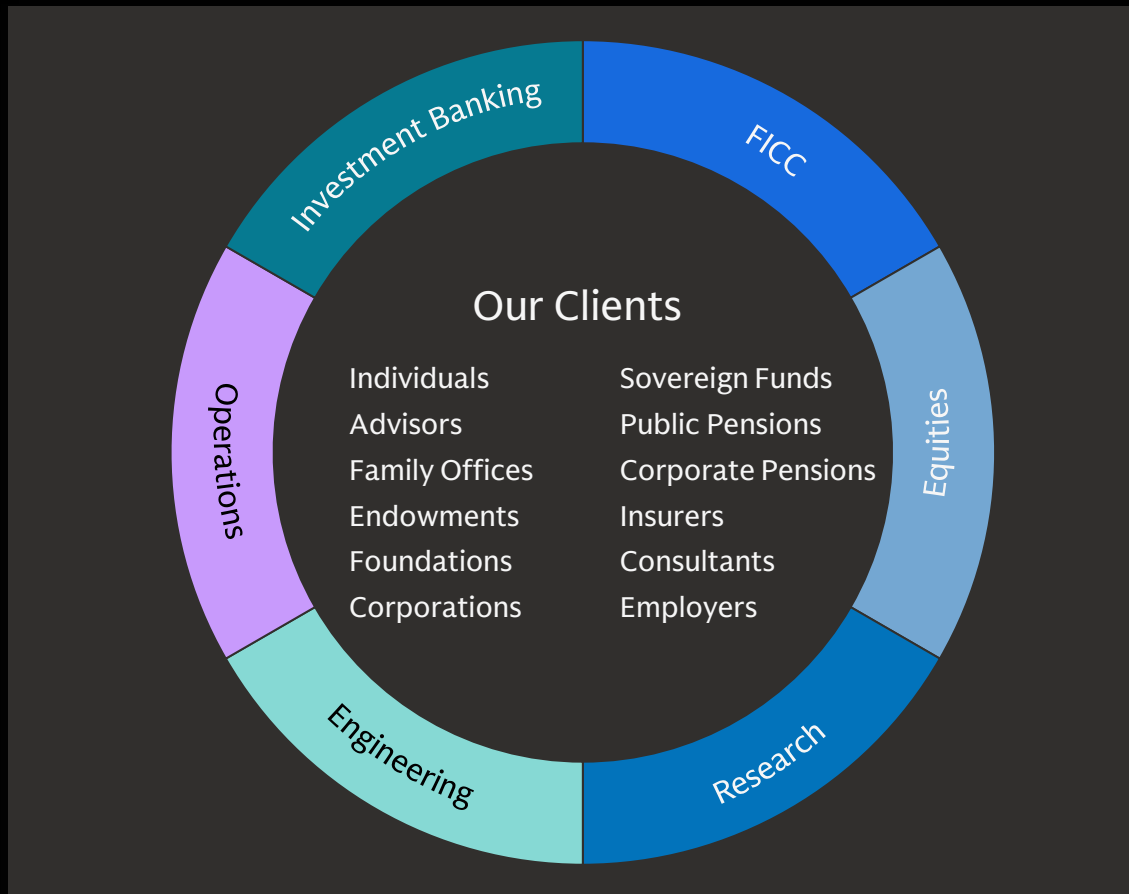 Investment Banking
FICC
Equities
Research
Engineering
Operations
Our Clients
Individuals
Advisors
Family Offices
Endowments
Foundations
Corporations
Sovereign Funds
Public Pensions
Corporate Pensions
Insurers
Consultants
Employers